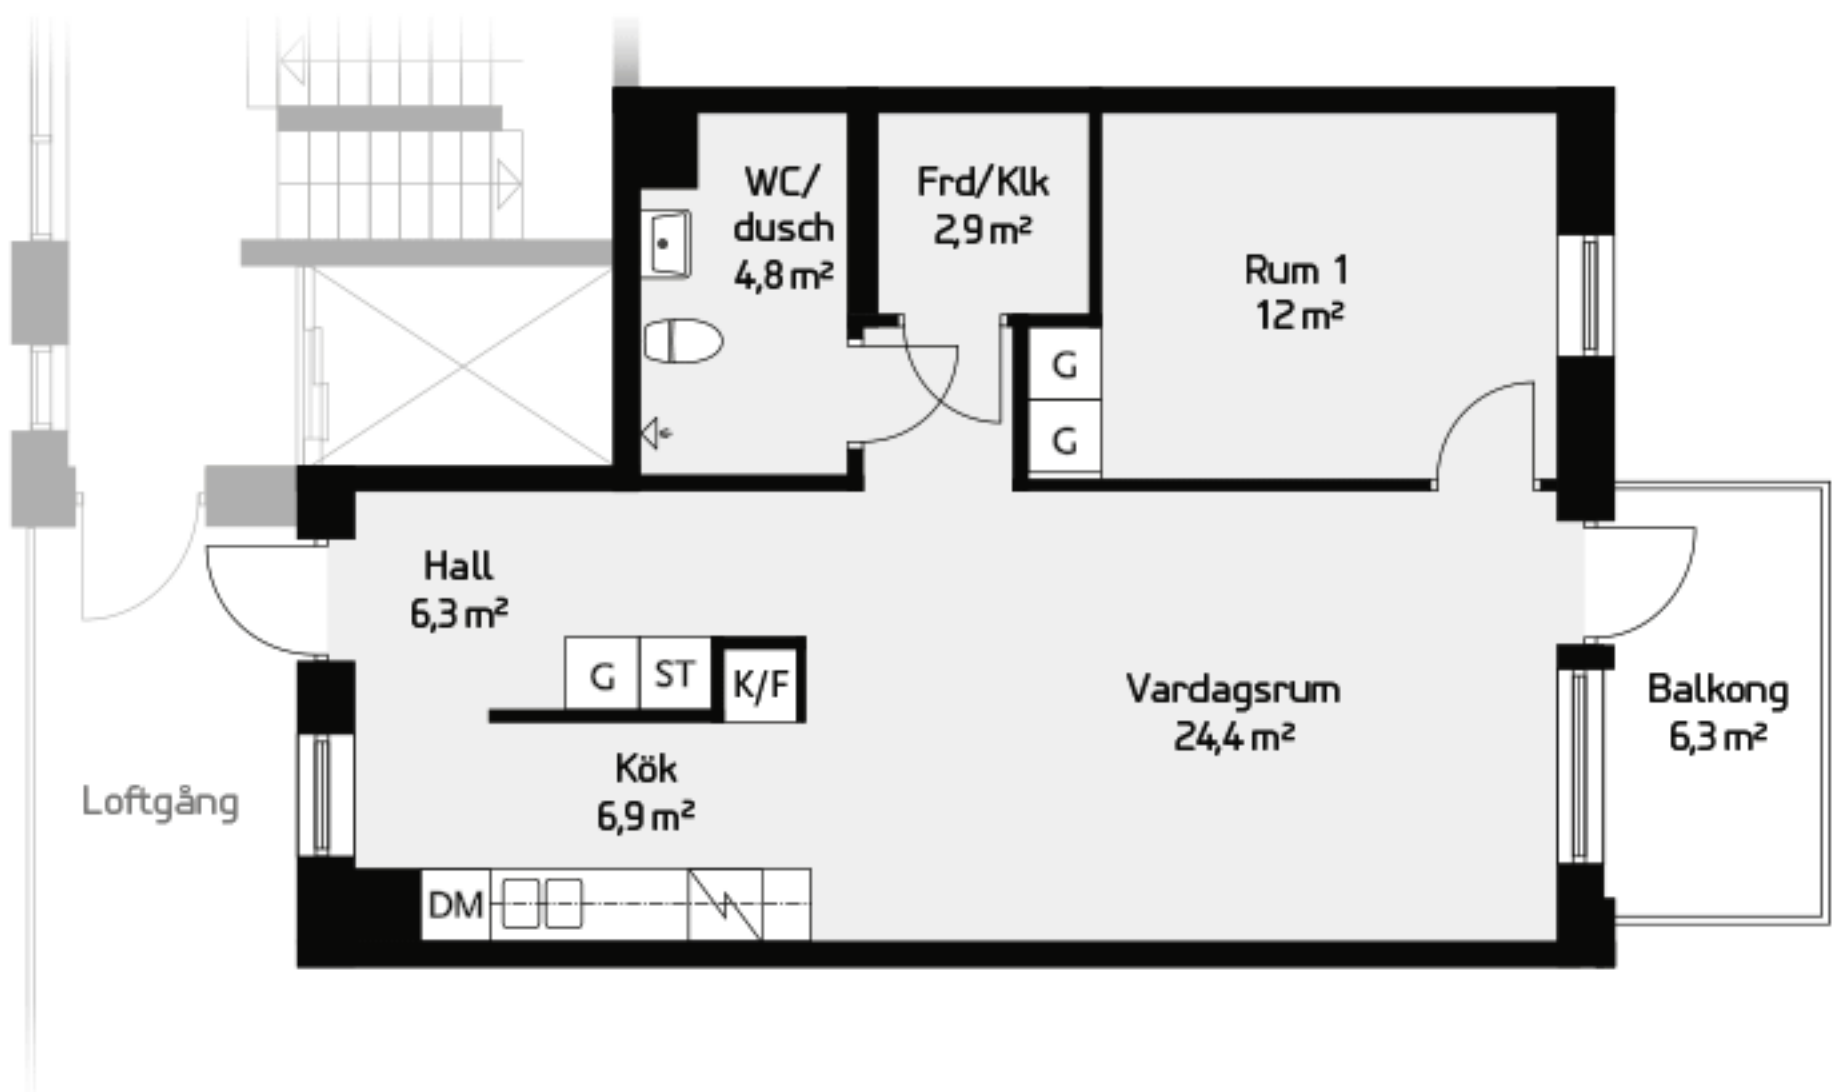 WC/
dusch
4,8 m²
Frd/Klk
2,9 m²
Rum 1
12 m²
G
G
Hall
6,3 m²
G
ST
K/F
Vardagsrum
24,4 m²
Balkong
6,3 m²
Kök
6,9 m²
Loftgång
DM